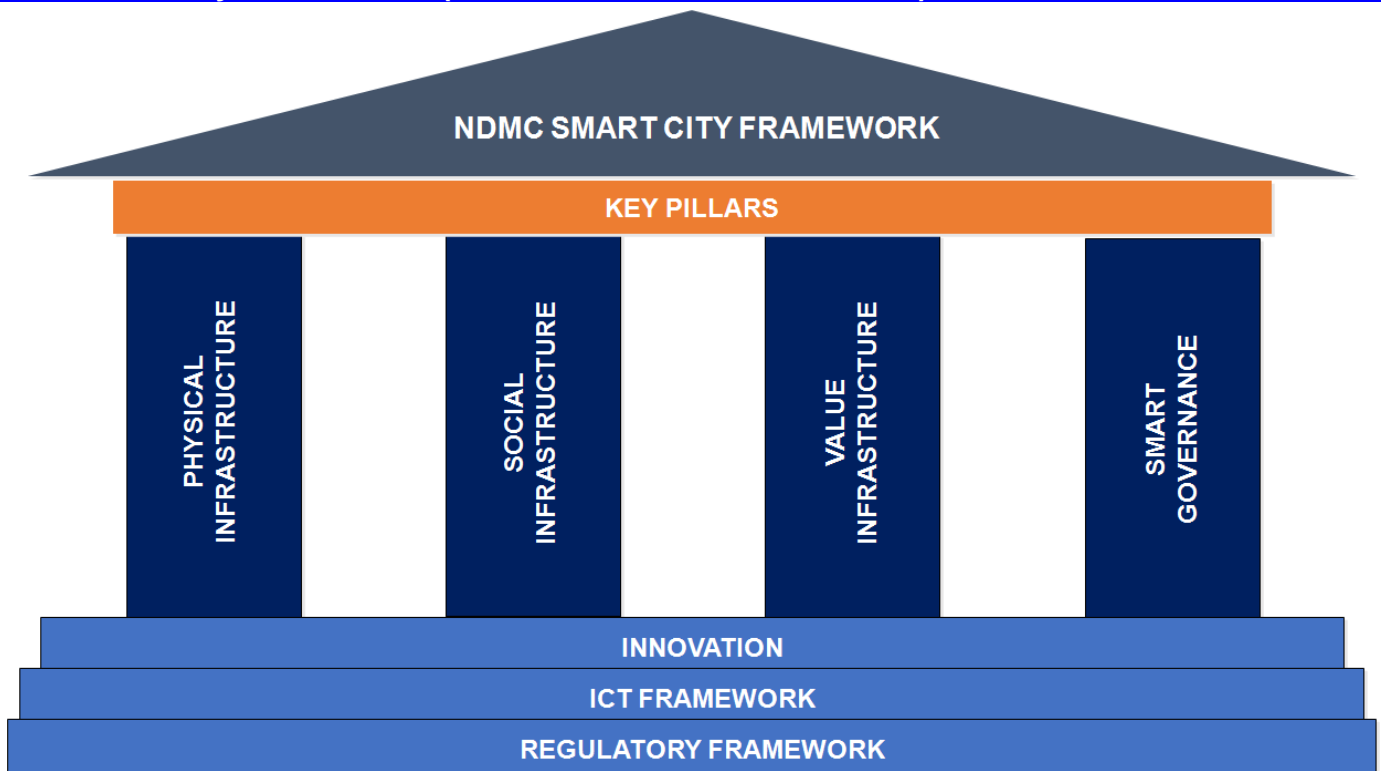 NDMC SMART CITY FRAMEWORK
KEY PILLARS
PHYSICAL
INFRASTRUCTURE
SOCIAL
INFRASTRUCTURE
VALUE
INFRASTRUCTURE
SMART
GOVERNANCE
INNOVATION
ICT FRAMEWORK
REGULATORY FRAMEWORK